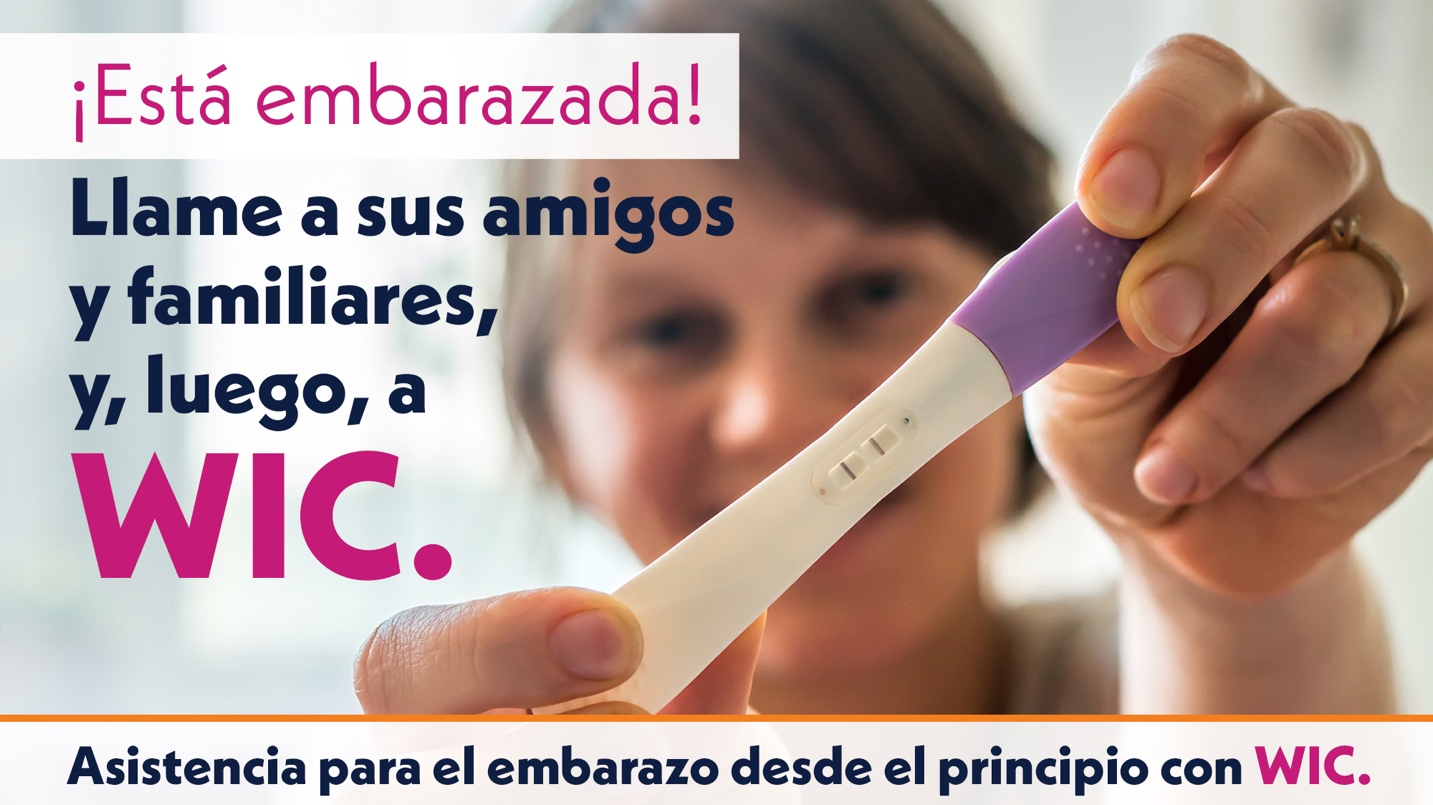 ¡Está embarazada!
Llame a sus amigos
y familiares,
y, luego, a
WIC.
Asistencia para el embarazo desde el principio con WIC.